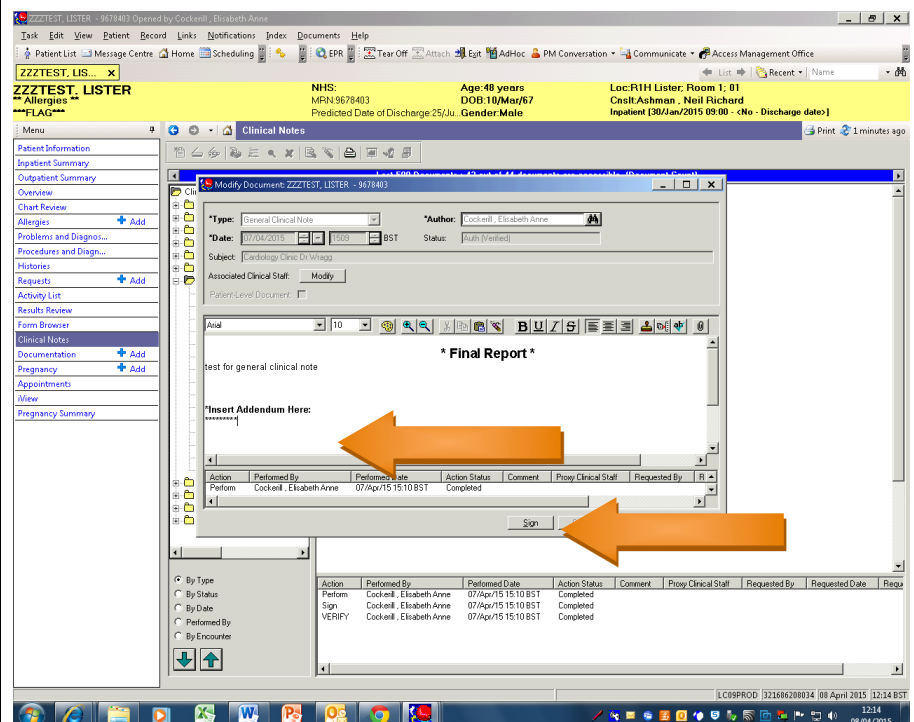 ZZZTEST, LISTER - 9678403 Opened by Cockerill , Elisabeth Anne
Task Edit View Patient Record Links Notifications Index Documents Help
Patient List Message Centre Home Scheduling EPR Tear Off Attach Exit AdHoc PM Conversation Communicate Access Management Office
ZZZTEST, LIS... x
List Recent Name
ZZZTEST, LISTER NHS: Age:48 years Loc:R1H Lister; Room 1; 01
** Allergies ** MRN:9678403 DOB:10/Mar/67 Cnslt:Ashman , Neil Richard
***FLAG*** Predicted Date of Discharge:25/Ju... Gender:Male Inpatient [30/Jan/2015 09:00 - <No - Discharge date>]
Menu
Clinical Notes
Print 1 minutes ago
Patient Information
Inpatient Summary
Outpatient Summary
Overview
Chart Review
Allergies Add
Problems and Diagnos...
Procedures and Diagn...
Histories
Requests Add
Activity List
Results Review
Form Browser
Clinical Notes
Documentation Add
Pregnancy Add
Appointments
iView
Pregnancy Summary
Modify Document: ZZZTEST, LISTER - 9678403
*Type: General Clinical Note *Author: Cockerill , Elisabeth Anne
*Date: 07/04/2015 1509 BST Status: Auth (Verified)
Subject: Cardiology Clinic Dr Wragg
Associated Clinical Staff: Modify
Patient-Level Document:
Arial 10 B U I S
* Final Report *
test for general clinical note
*Insert Addendum Here:
*********
Action Performed By Performed Date Action Status Comment Proxy Clinical Staff Requested By R
Perform Cockerill , Elisabeth Anne 07/Apr/15 15:10 BST Completed
Sign
By Type
By Status
By Date
Performed By
By Encounter
Action Performed By Performed Date Action Status Comment Proxy Clinical Staff Requested By Requested Date Requ
Perform Cockerill , Elisabeth Anne 07/Apr/15 15:10 BST Completed
Sign Cockerill , Elisabeth Anne 07/Apr/15 15:10 BST Completed
VERIFY Cockerill , Elisabeth Anne 07/Apr/15 15:10 BST Completed
LC09PROD 321686208034 08 April 2015 12:14 BST
12:14
08/04/2015